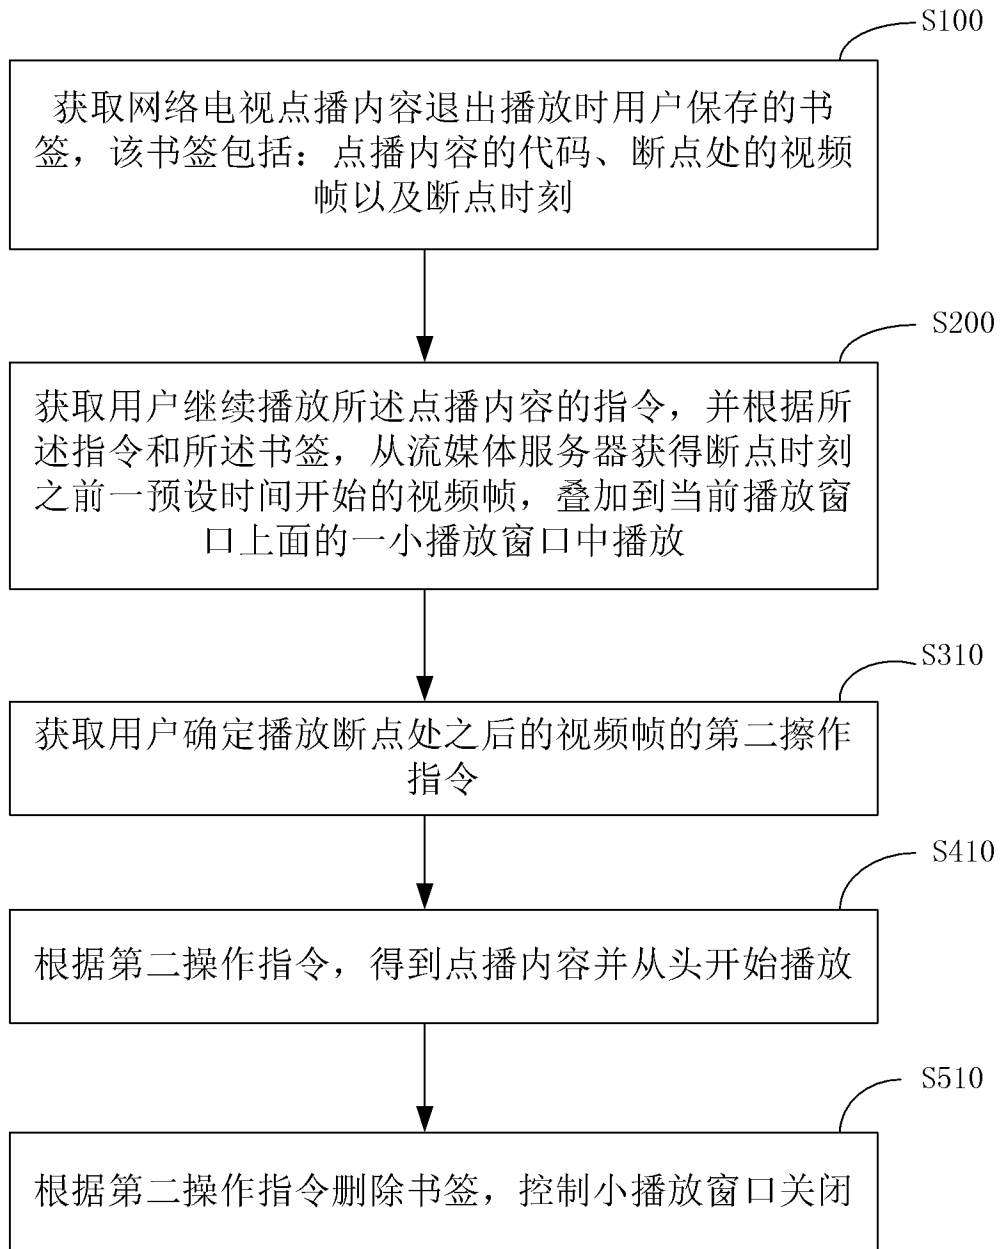 S100
获取网络电视点播内容退出播放时用户保存的书
签，该书签包括：点播内容的代码、断点处的视频
帧以及断点时刻
S200
获取用户继续播放所述点播内容的指令，并根据所
述指令和所述书签，从流媒体服务器获得断点时刻
之前一预设时间开始的视频帧，叠加到当前播放窗
口上面的一小播放窗口中播放
S310
获取用户确定播放断点处之后的视频帧的第二擦作
指令
S410
根据第二操作指令，得到点播内容并从头开始播放
S510
根据第二操作指令删除书签，控制小播放窗口关闭